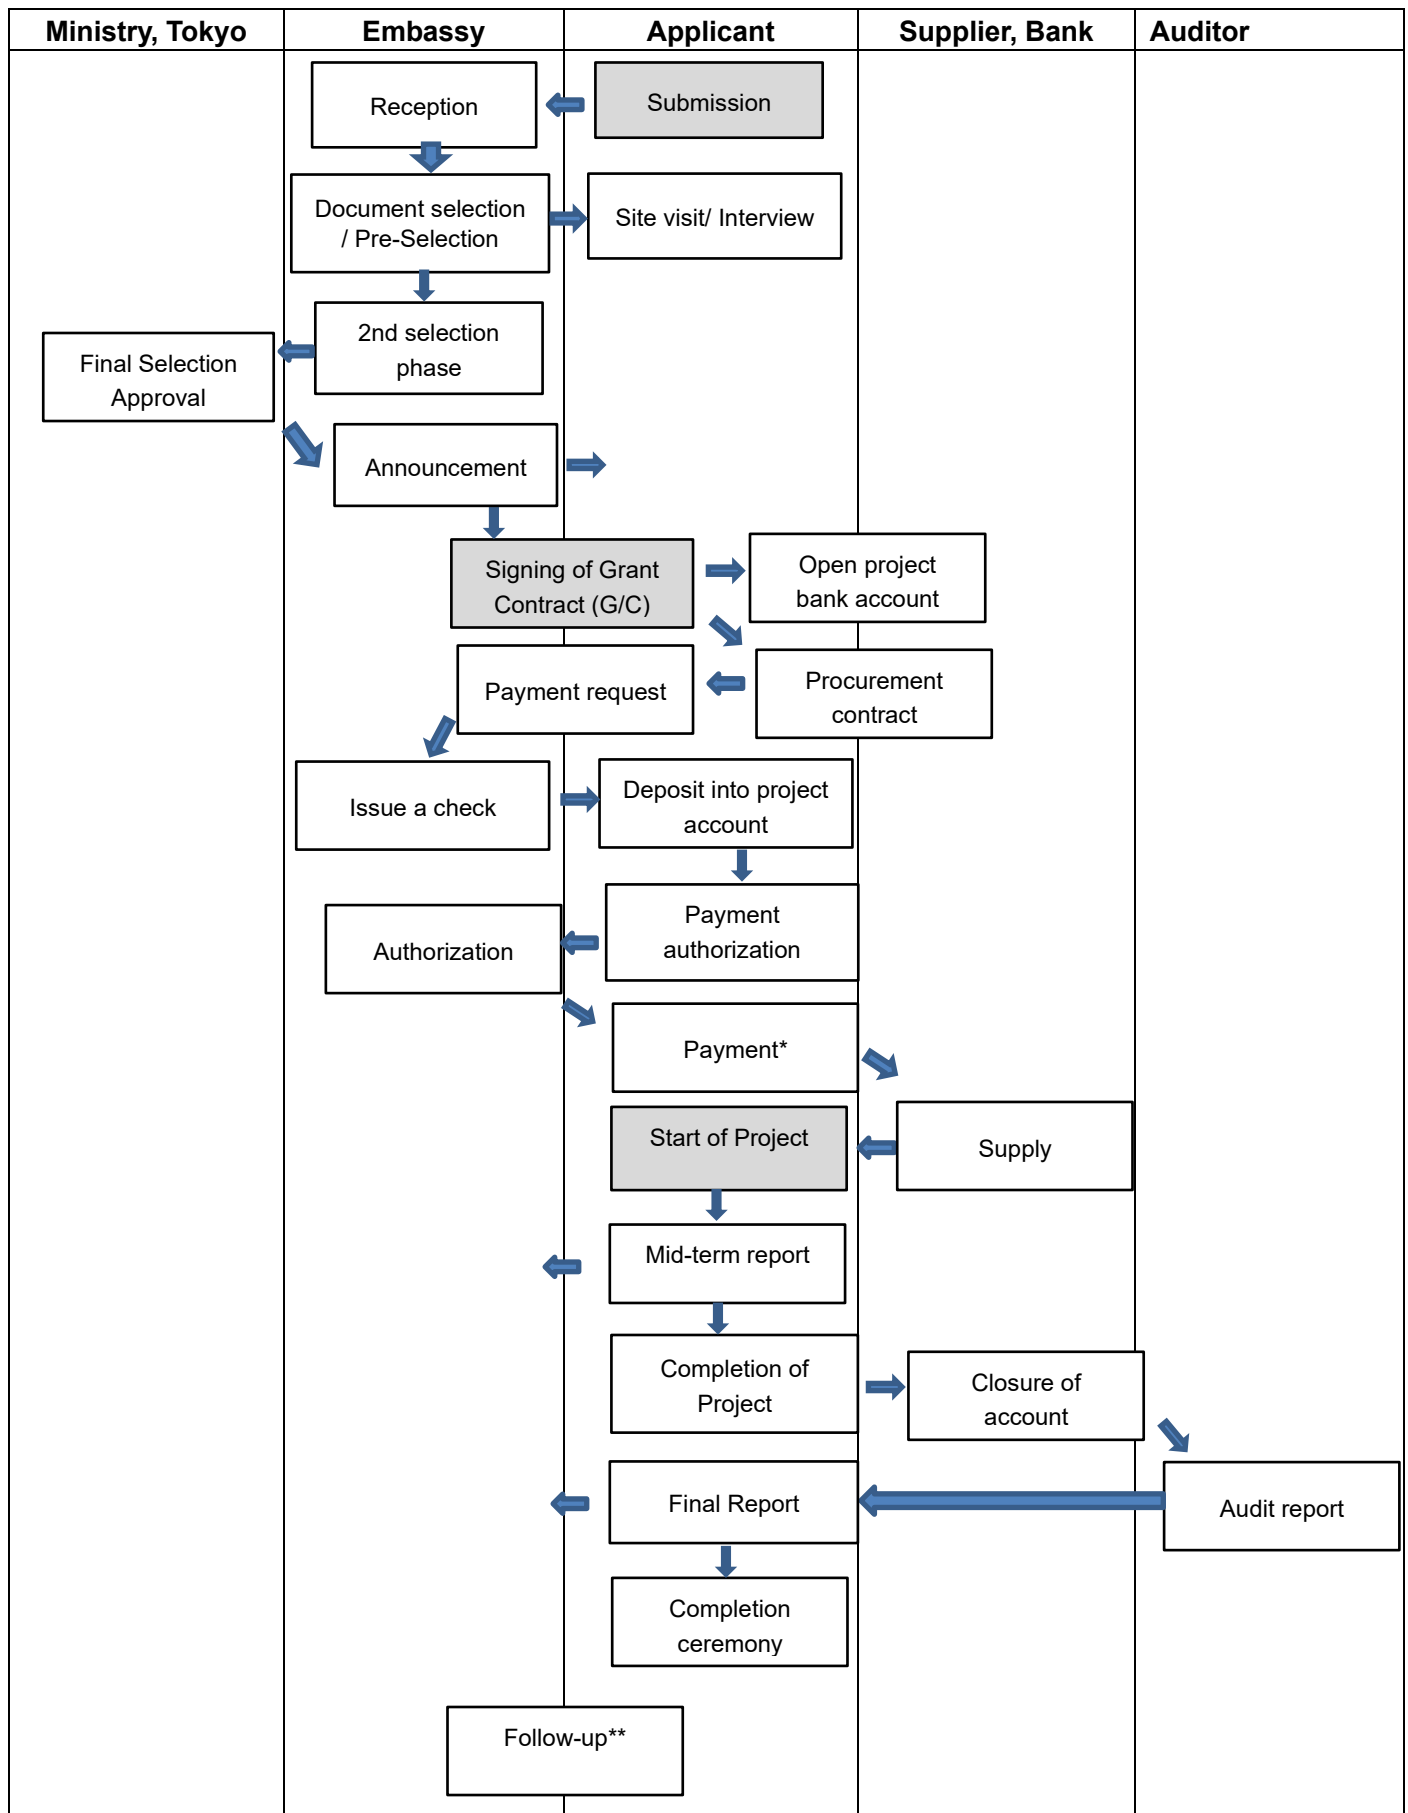 Ministry, Tokyo
Embassy
Applicant
Supplier, Bank
Auditor
Reception
Submission
Document selection
/ Pre-Selection
Site visit/ Interview
2nd selection
phase
Final Selection
Approval
Announcement
Signing of Grant
Contract (G/C)
Open project
bank account
Payment request
Procurement
contract
Issue a check
Deposit into project
account
Payment
authorization
Authorization
Payment*
Start of Project
Supply
Mid-term report
Completion of
Project
Closure of
account
Final Report
Audit report
Completion
ceremony
Follow-up**